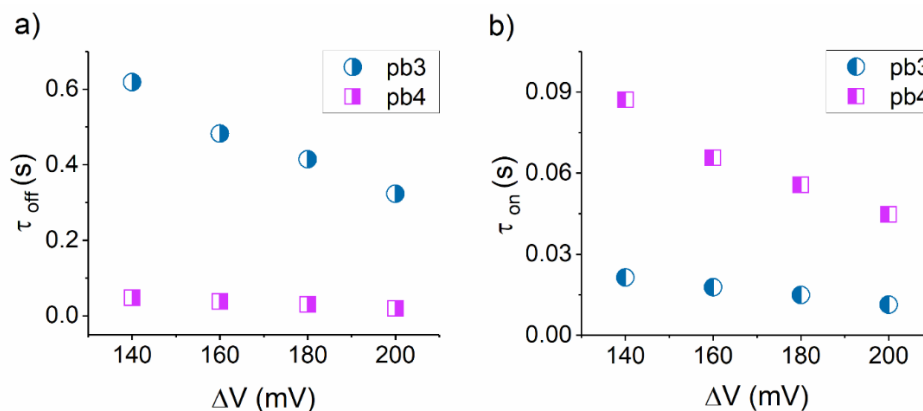 a)
pb3
pb4
τ off (s)
0.6
0.4
0.2
0.0
140 160 180 200
ΔV (mV)
b)
pb3
pb4
τ on (s)
0.09
0.06
0.03
0.00
140 160 180 200
ΔV (mV)